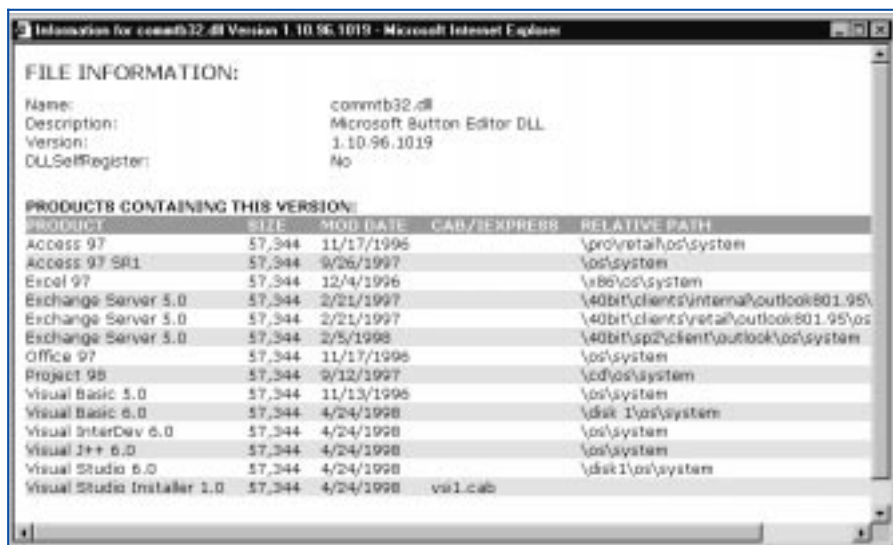 Information for commtb32.dll Version 1.10.96.1019 - Microsoft Internet Explorer
FILE INFORMATION:
Name: commtb32.dll
Description: Microsoft Button Editor DLL
Version: 1.10.96.1019
DLLSelfRegister: No
PRODUCTS CONTAINING THIS VERSION:
PRODUCT SIZE MOD DATE CAB/IEXPRESS RELATIVE PATH
Access 97 57,344 11/17/1996 \pro\retail\os\system
Access 97 SR1 57,344 9/26/1997 \os\system
Excel 97 57,344 12/4/1996 \x86\os\system
Exchange Server 5.0 57,344 2/21/1997 \40bit\clients\internal\outlook801.95\
Exchange Server 5.0 57,344 2/21/1997 \40bit\clients\retail\outlook801.95\os
Exchange Server 5.0 57,344 2/5/1998 \40bit\sp2\client\outlook\os\system
Office 97 57,344 11/17/1996 \os\system
Project 98 57,344 9/12/1997 \cd\os\system
Visual Basic 5.0 57,344 11/13/1996 \os\system
Visual Basic 6.0 57,344 4/24/1998 \disk 1\os\system
Visual InterDev 6.0 57,344 4/24/1998 \os\system
Visual J++ 6.0 57,344 4/24/1998 \os\system
Visual Studio 6.0 57,344 4/24/1998 \disk1\os\system
Visual Studio Installer 1.0 57,344 4/24/1998 vsi1.cab